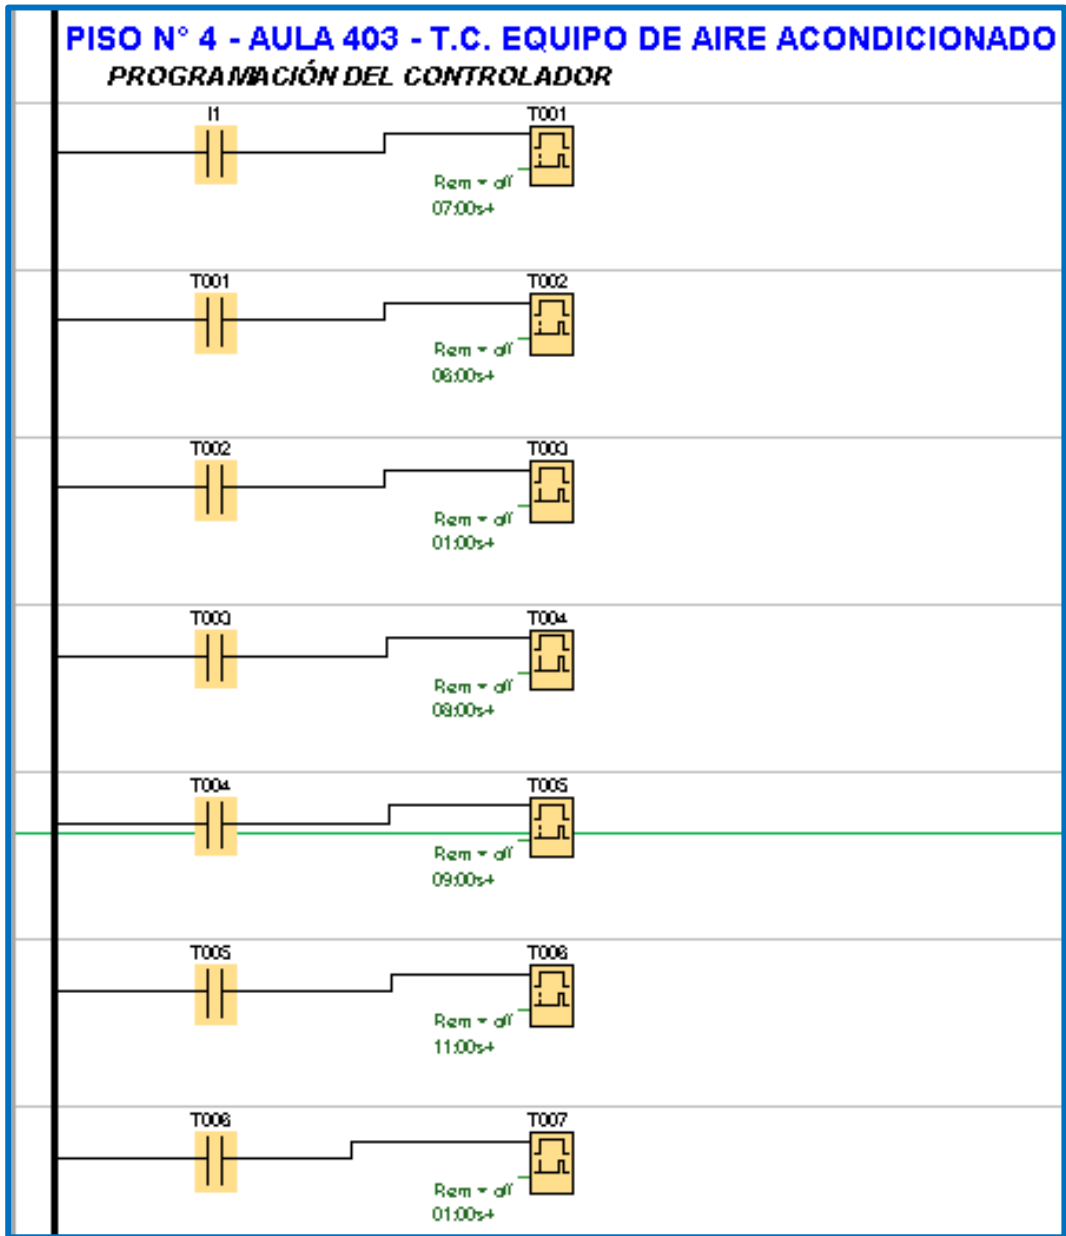 PISO N° 4 - AULA 403 - T.C. EQUIPO DE AIRE ACONDICIONADO
PROGRAMACIÓN DEL CONTROLADOR
I1 T001
Rem = off
07:00s+
T001 T002
Rem = off
06:00s+
T002 T003
Rem = off
01:00s+
T003 T004
Rem = off
08:00s+
T004 T005
Rem = off
09:00s+
T005 T006
Rem = off
11:00s+
T006 T007
Rem = off
01:00s+